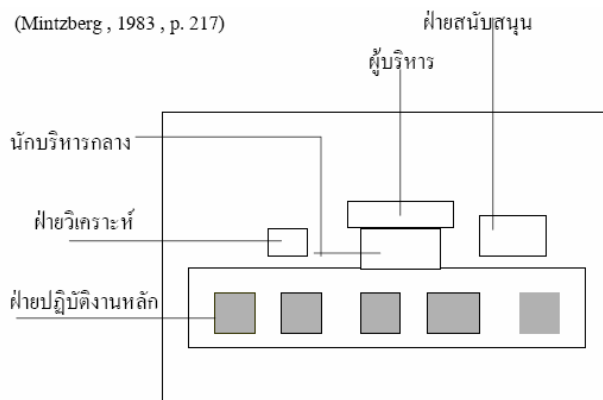 (Mintzberg , 1983 , p. 217)
ฝ่ายสนับสนุน
ผู้บริหาร
นักบริหารกลาง
ฝ่ายวิเคราะห์
ฝ่ายปฏิบัติงานหลัก